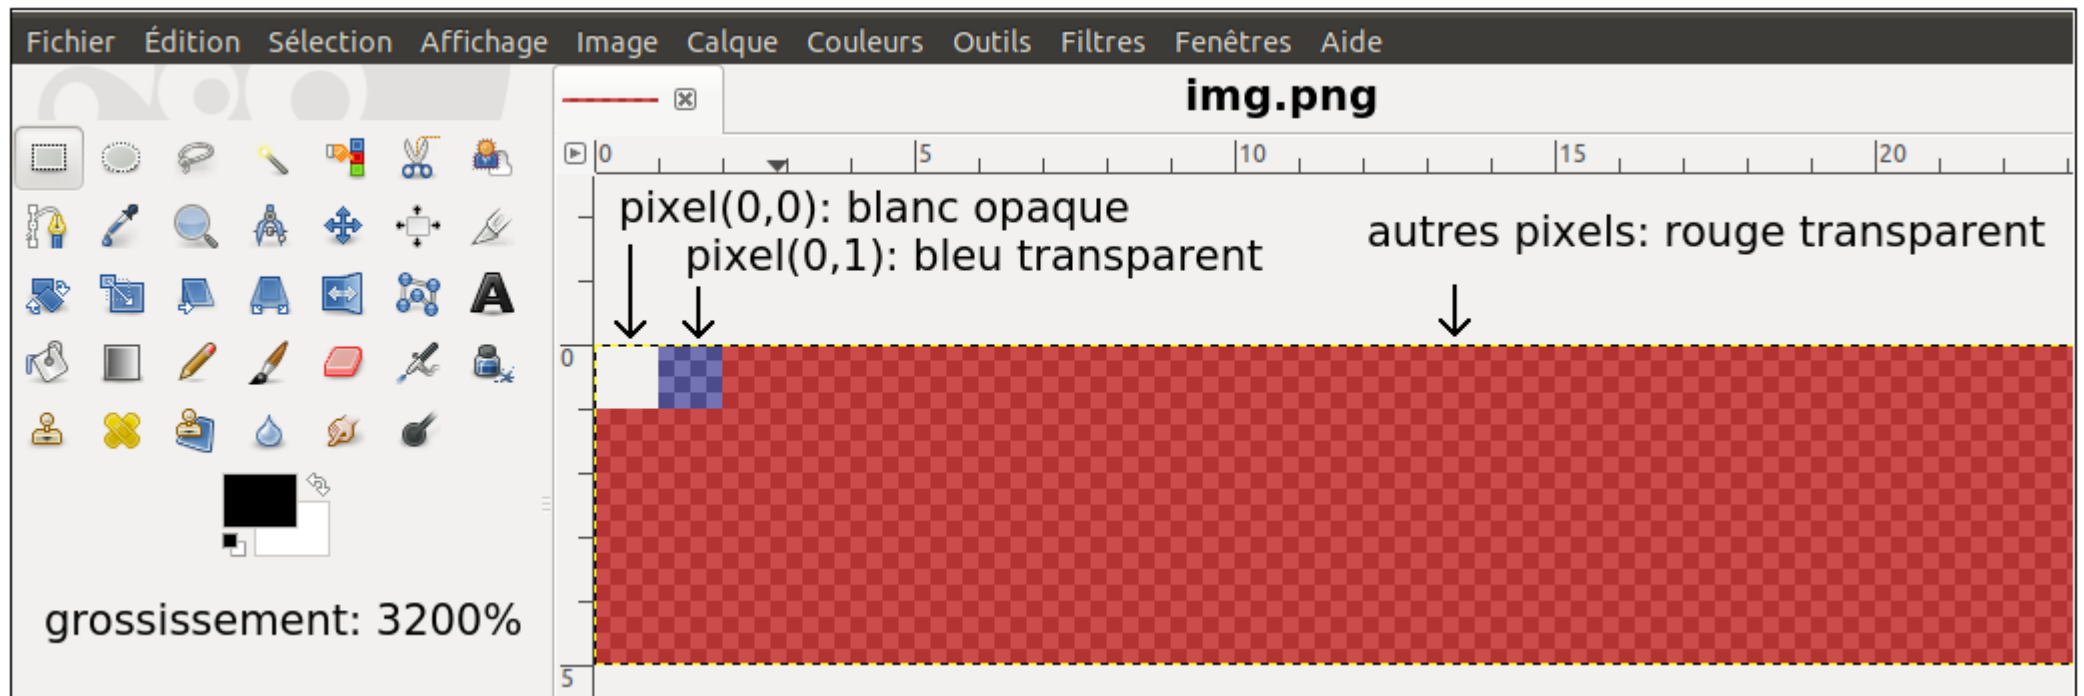 Fichier Édition Sélection Affichage Image Calque Couleurs Outils Filtres Fenêtres Aide
img.png
0 5 10 15 20
pixel(0,0): blanc opaque
autres pixels: rouge transparent
pixel(0,1): bleu transparent
0
grossissement: 3200%
5